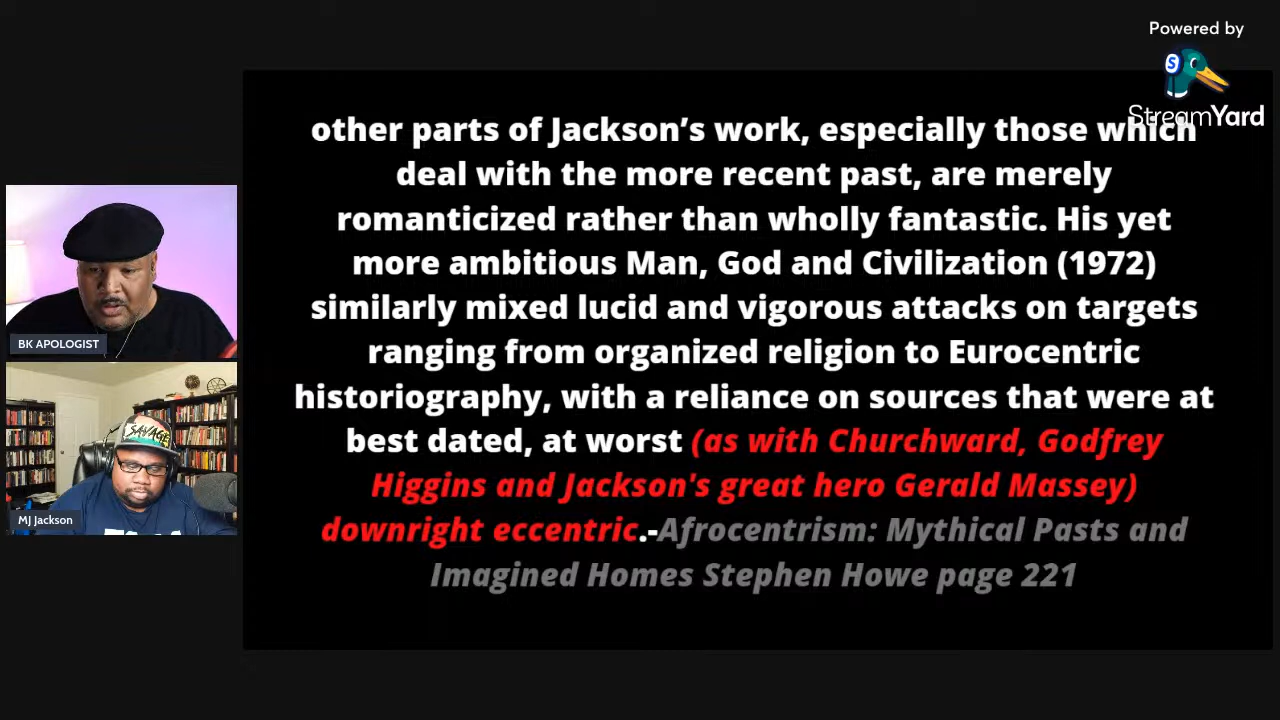 Powered by
StreamYard
other parts of Jackson’s work, especially those which
deal with the more recent past, are merely
romanticized rather than wholly fantastic. His yet
more ambitious Man, God and Civilization (1972)
similarly mixed lucid and vigorous attacks on targets
ranging from organized religion to Eurocentric
historiography, with a reliance on sources that were at
best dated, at worst (as with Churchward, Godfrey
Higgins and Jackson's great hero Gerald Massey)
downright eccentric.-Afrocentrism: Mythical Pasts and
Imagined Homes Stephen Howe page 221
BK APOLOGIST
SAVAGE
MJ Jackson